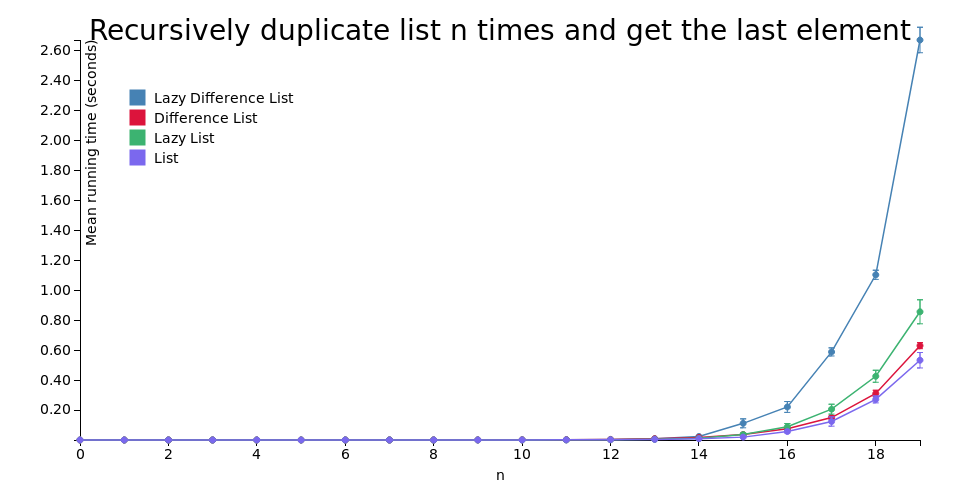 Recursively duplicate list n times and get the last element
Mean running time (seconds)
2.60
2.40
2.20
2.00
1.80
1.60
1.40
1.20
1.00
0.80
0.60
0.40
0.20
Lazy Difference List
Difference List
Lazy List
List
0 2 4 6 8 10 12 14 16 18
n